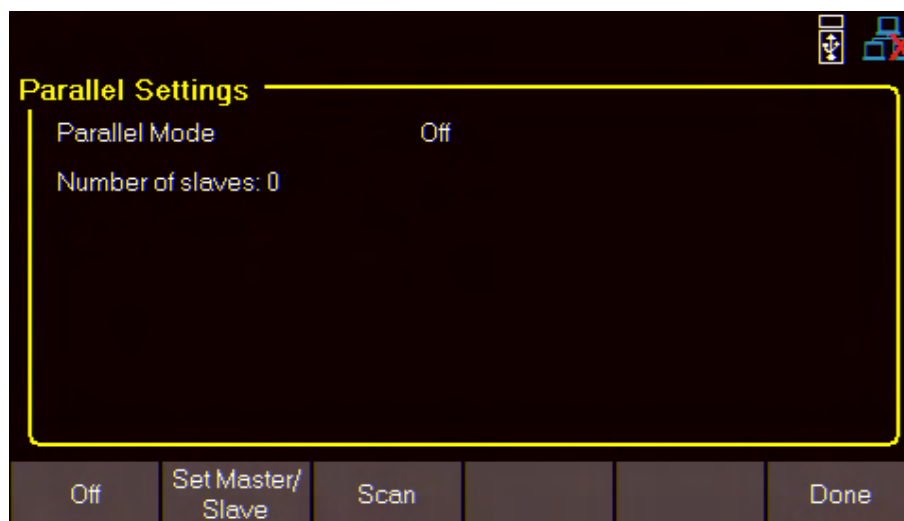 Parallel Settings
Parallel Mode Off
Number of slaves: 0
Off
Set Master/
Slave
Scan
Done